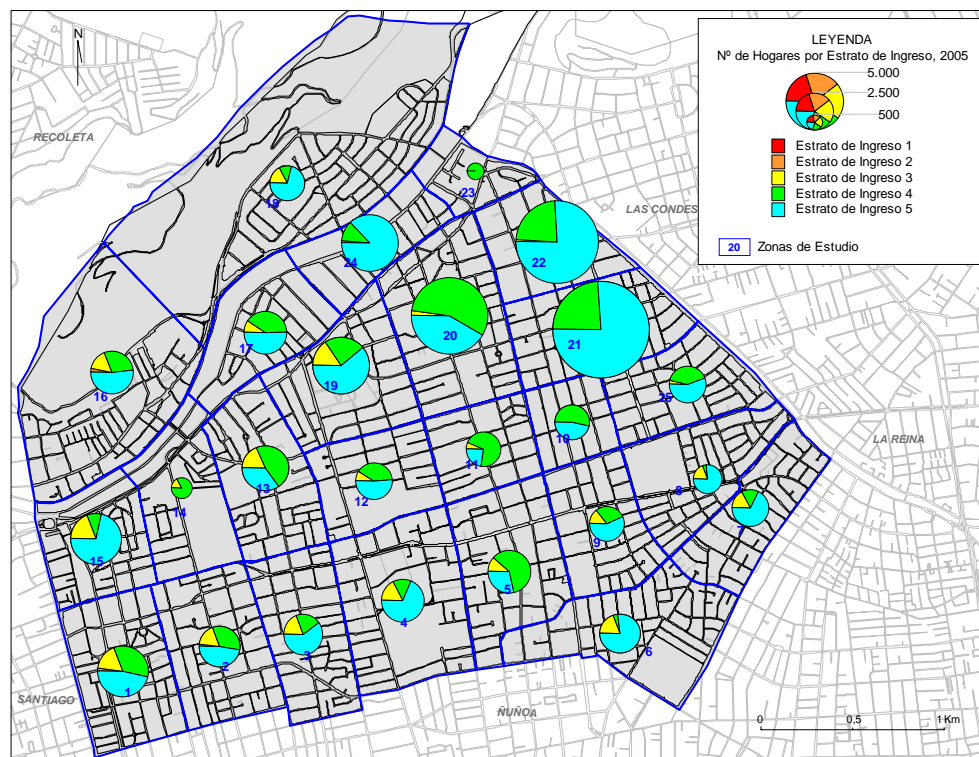 N
LEYENDA
Nº de Hogares por Estrato de Ingreso, 2005
5.000
2.500
500
Estrato de Ingreso 1
Estrato de Ingreso 2
Estrato de Ingreso 3
Estrato de Ingreso 4
Estrato de Ingreso 5
20 Zonas de Estudio
RECOLETA
LAS CONDES
LA REINA
SANTIAGO
ÑUÑOA
18
23
24
22
20
21
17
19
16
25
10
11
13
12
14
8
7
15
9
5
4
6
3
2
1
0 0,5 1 Km